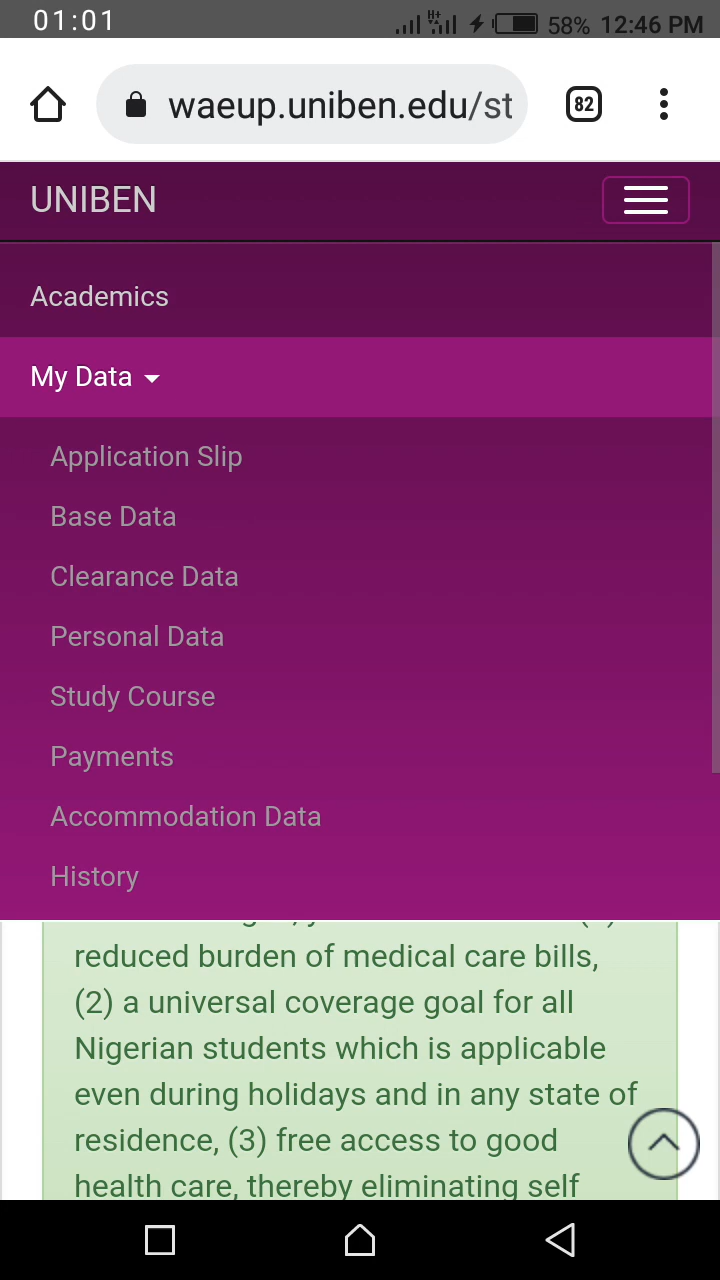 01:01
H+
58% 12:46 PM
waeup.uniben.edu/st
82
UNIBEN
Academics
My Data
Application Slip
Base Data
Clearance Data
Personal Data
Study Course
Payments
Accommodation Data
History
reduced burden of medical care bills,
(2) a universal coverage goal for all
Nigerian students which is applicable
even during holidays and in any state of
residence, (3) free access to good
health care, thereby eliminating self